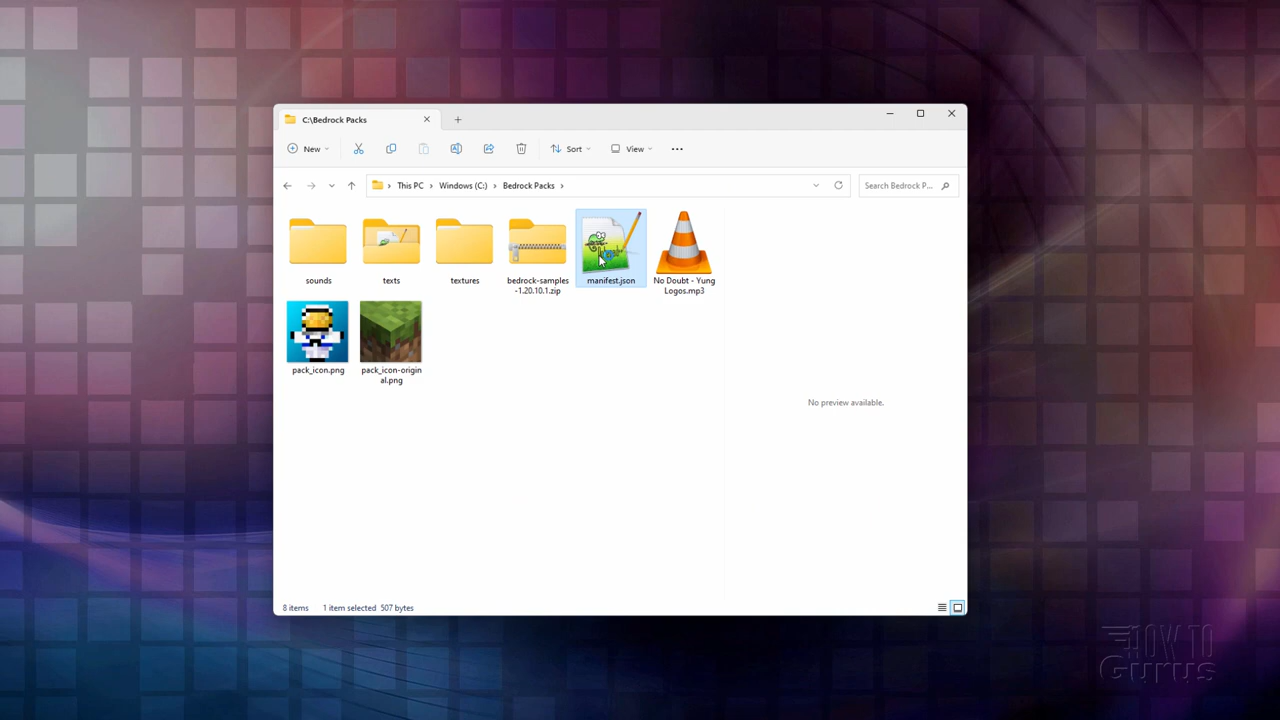 C:\Bedrock Packs
New
Sort
View
This PC
Windows (C:)
Bedrock Packs
Search Bedrock P...
sounds
texts
textures
bedrock-samples
-1.20.10.1.zip
manifest.json
No Doubt - Yung
Logos.mp3
pack_icon.png
pack_icon-origin
al.png
No preview available.
8 items
1 item selected
507 bytes
HOW TO
GURUS